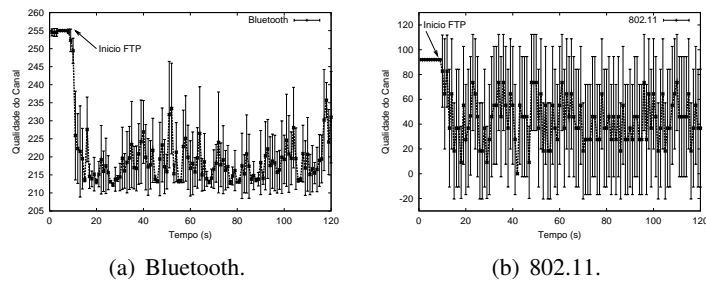 260
255
250
245
240
235
230
225
220
215
210
205
0 20 40 60 80 100 120
Qualidade do Canal
Tempo (s)
Bluetooth
Inicio FTP
(a) Bluetooth.
120
100
80
60
40
20
0
-20
0 20 40 60 80 100 120
Qualidade do Canal
Tempo (s)
802.11
Inicio FTP
(b) 802.11.